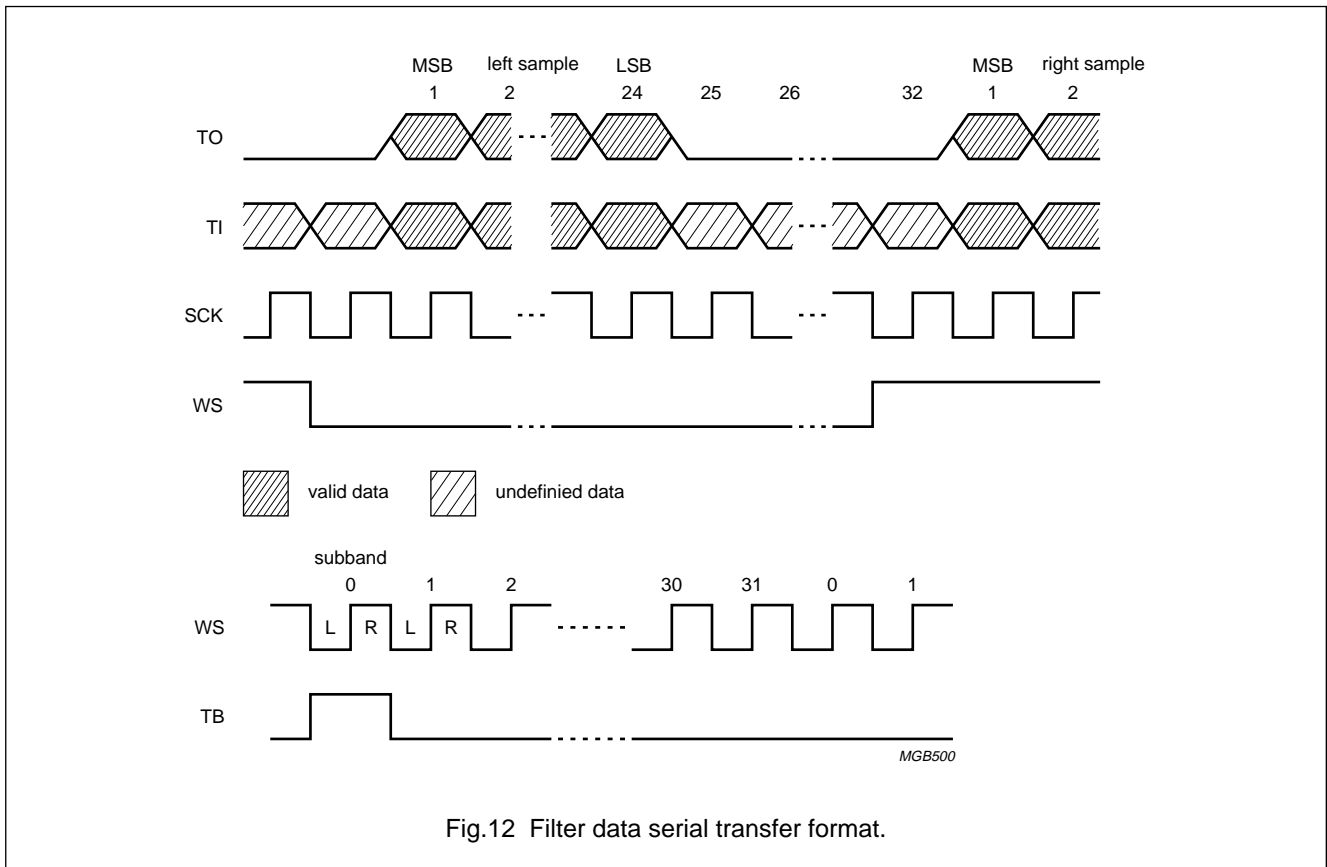 MSB left sample LSB MSB right sample
1 2 24 25 26 32 1 2
TO
TI
SCK
WS
valid data undefinied data
subband
0 1 2 30 31 0 1
WS L R L R
TB
MGB500
Fig.12 Filter data serial transfer format.